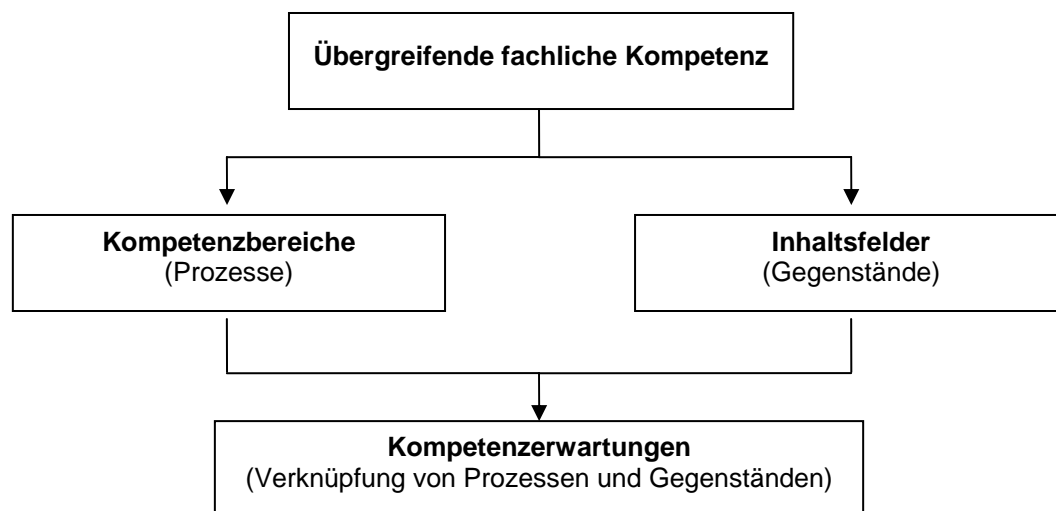 Übergreifende fachliche Kompetenz
Kompetenzbereiche
(Prozesse)
Inhaltsfelder
(Gegenstände)
Kompetenzerwartungen
(Verknüpfung von Prozessen und Gegenständen)